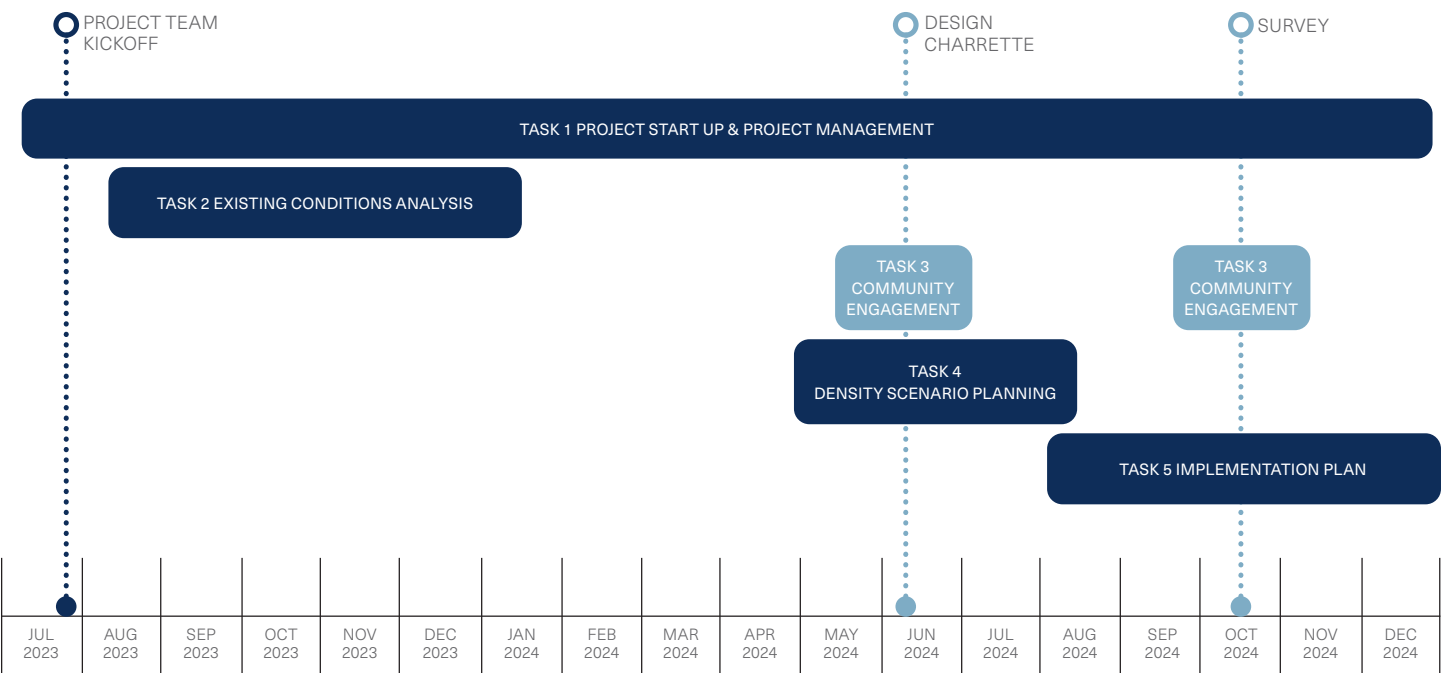 PROJECT TEAM
KICKOFF
DESIGN
CHARRETTE
SURVEY
TASK 1 PROJECT START UP & PROJECT MANAGEMENT
TASK 2 EXISTING CONDITIONS ANALYSIS
TASK 3
COMMUNITY
ENGAGEMENT
TASK 3
COMMUNITY
ENGAGEMENT
TASK 4
DENSITY SCENARIO PLANNING
TASK 5 IMPLEMENTATION PLAN
JUL
2023
AUG
2023
SEP
2023
OCT
2023
NOV
2023
DEC
2023
JAN
2024
FEB
2024
MAR
2024
APR
2024
MAY
2024
JUN
2024
JUL
2024
AUG
2024
SEP
2024
OCT
2024
NOV
2024
DEC
2024